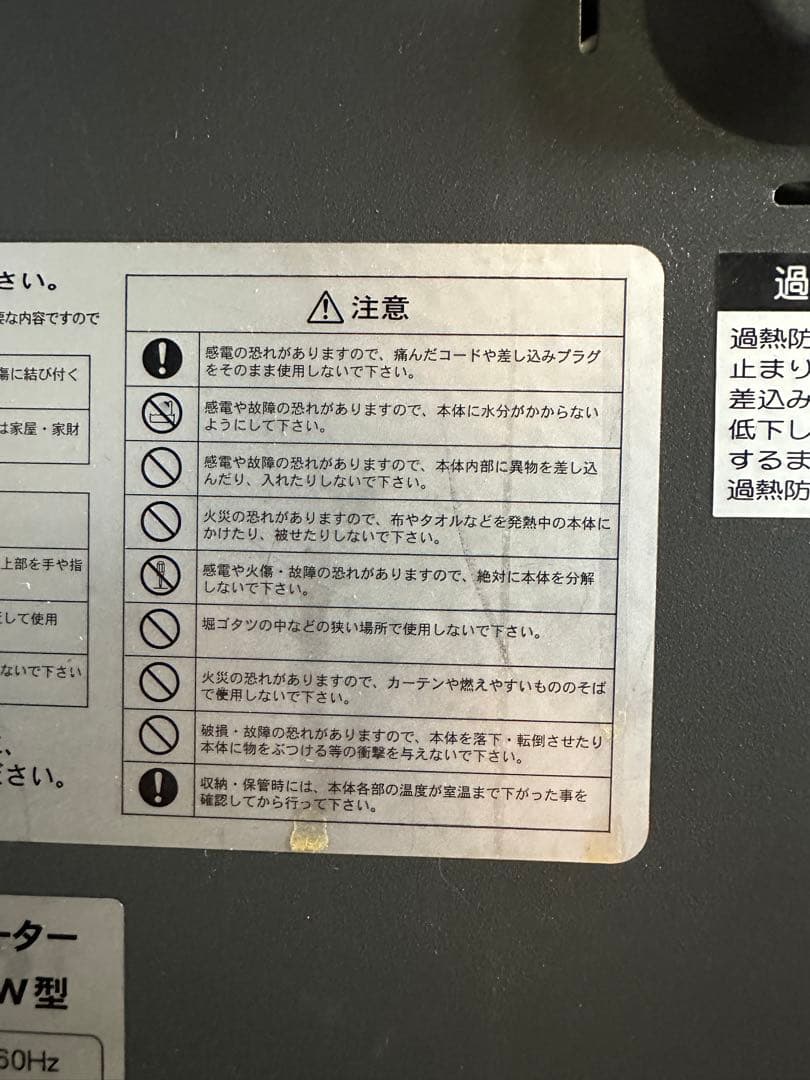 さい。
要な内容ですので
傷に結び付く
は家屋・家財
上部を手や指
して使用
ないで下さい
ださい。
⚠注意
感電の恐れがありますので、痛んだコードや差し込みプラグ
をそのまま使用しないで下さい。
感電や故障の恐れがありますので、本体に水分がかからない
ようにして下さい。
感電や故障の恐れがありますので、本体内部に異物を差し込
んだり、入れたりしないで下さい。
火災の恐れがありますので、布やタオルなどを発熱中の本体に
かけたり、被せたりしないで下さい。
感電や火傷・故障の恐れがありますので、絶対に本体を分解
しないで下さい。
堀ゴタツの中などの狭い場所で使用しないで下さい。
火災の恐れがありますので、カーテンや燃えやすいもののそば
で使用しないで下さい。
破損・故障の恐れがありますので、本体を落下・転倒させたり
本体に物をぶつける等の衝撃を与えないで下さい。
収納・保管時には、本体各部の温度が室温まで下がった事を
確認してから行って下さい。
過
過熱防
止まり
差込み
低下し
するま
過熱防
ーター
W型
60Hz